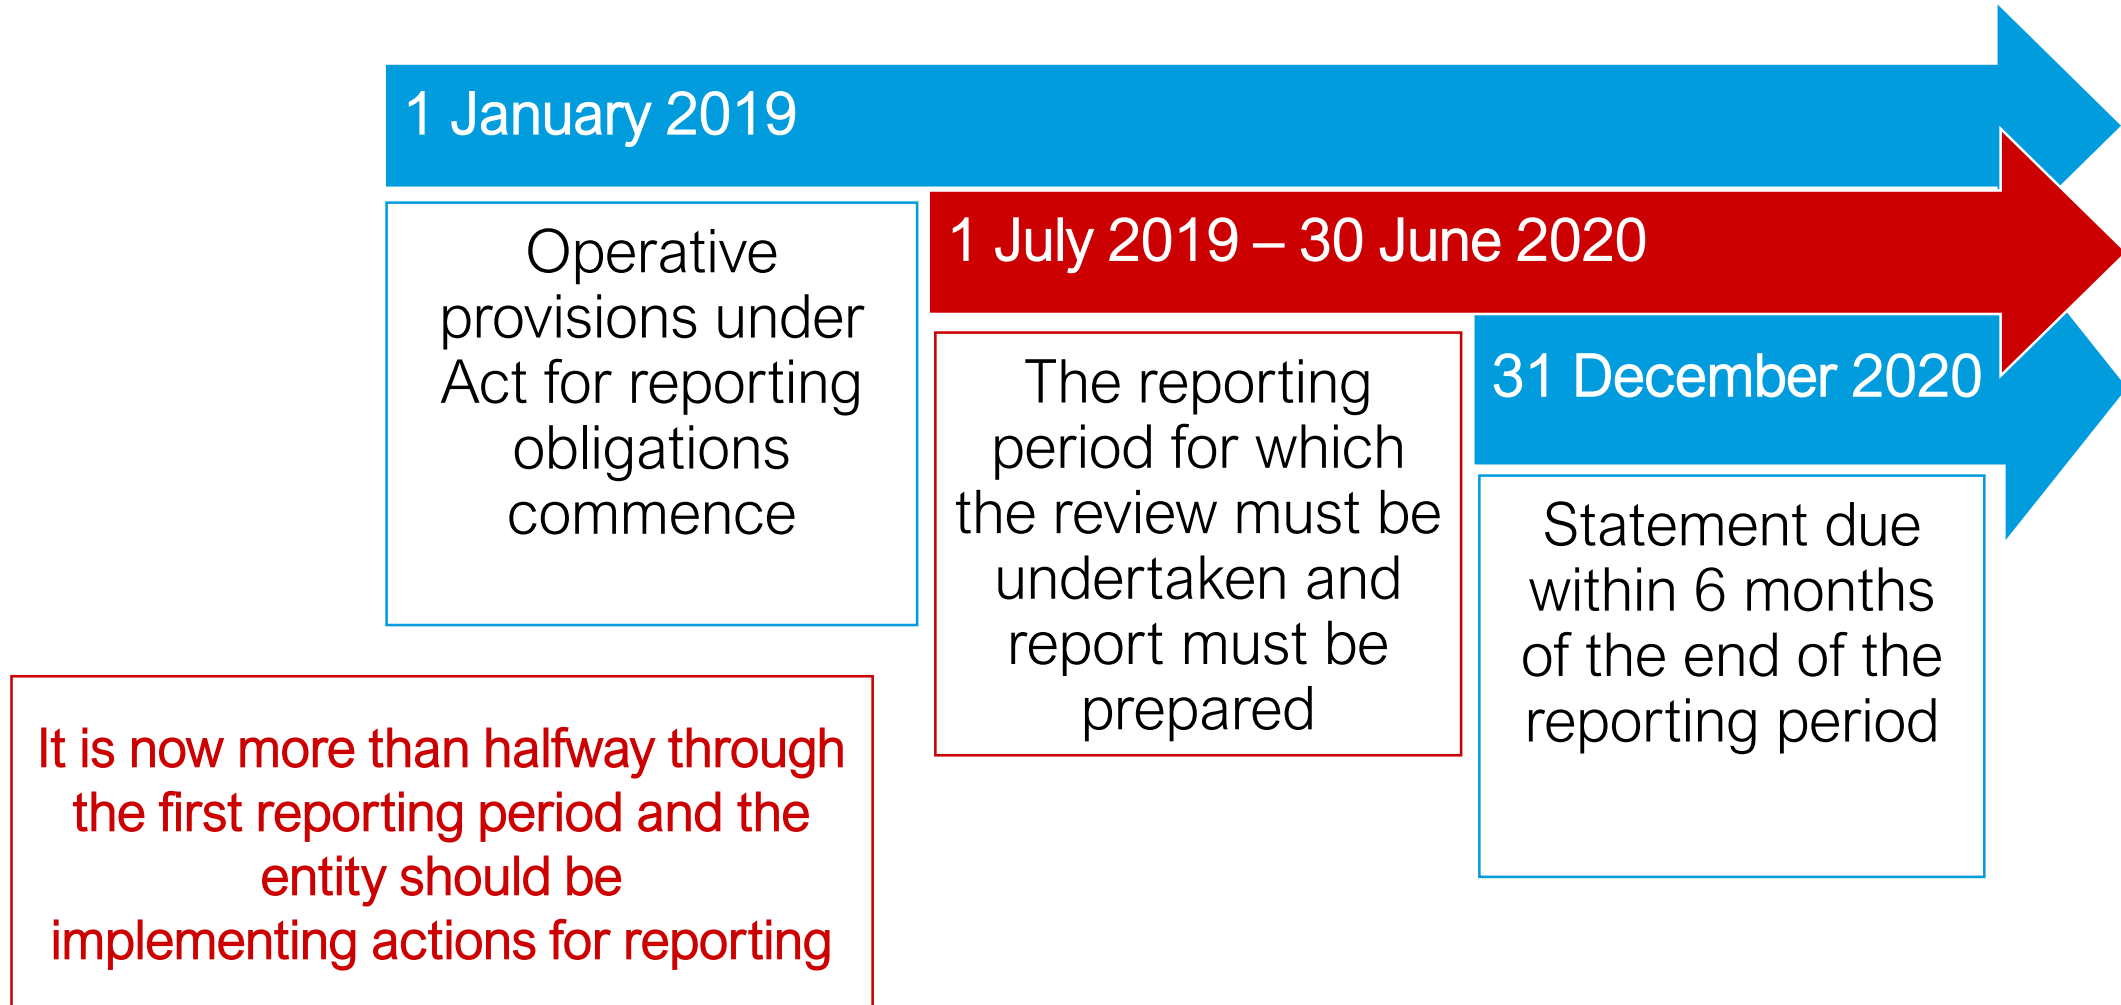 1 January 2019
Operative
provisions under
Act for reporting
obligations
commence
1 July 2019 – 30 June 2020
The reporting
period for which
the review must be
undertaken and
report must be
prepared
31 December 2020
Statement due
within 6 months
of the end of the
reporting period
It is now more than halfway through
the first reporting period and the
entity should be
implementing actions for reporting